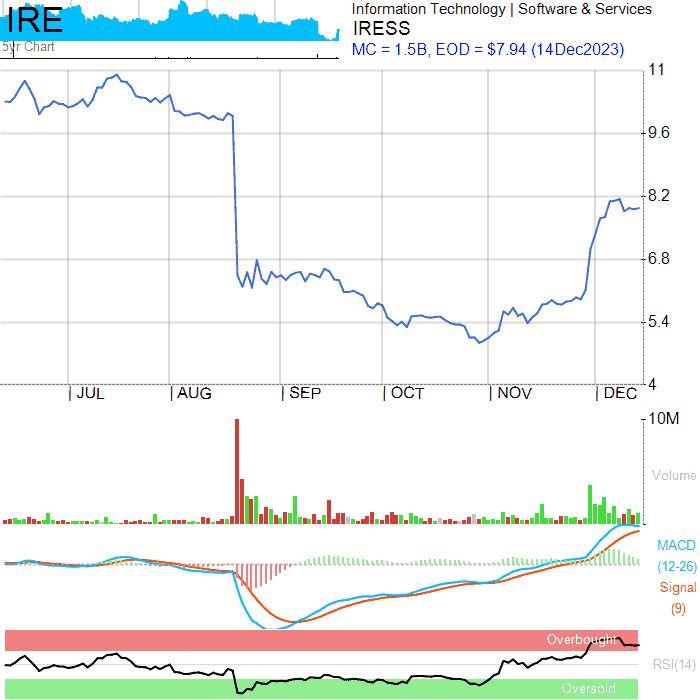 IRE
5yr Chart
Information Technology | Software & Services
IRESS
MC = 1.5B, EOD = $7.94 (14Dec2023)
11
9.6
8.2
6.8
5.4
4
JUL AUG SEP OCT NOV DEC
10M
Volume
MACD
(12-26)
Signal
(9)
Overbought
RSI(14)
Oversold